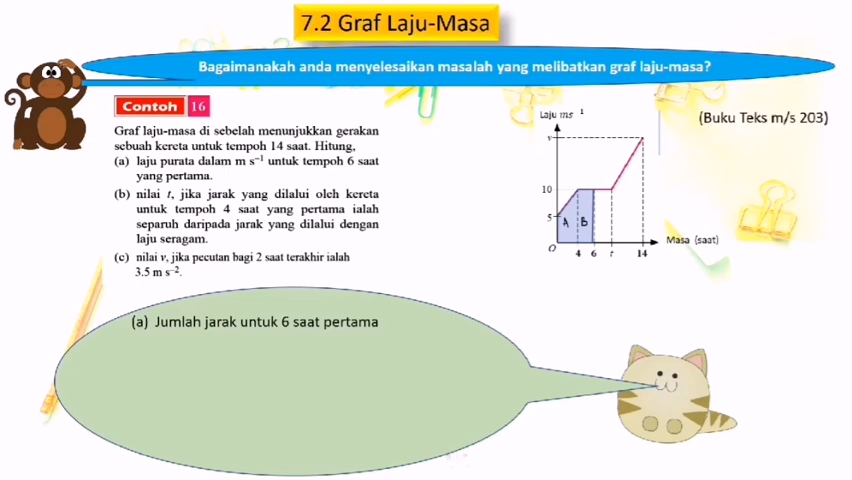 7.2 Graf Laju-Masa
Bagaimanakah anda menyelesaikan masalah yang melibatkan graf laju-masa?
Contoh 16
Graf laju-masa di sebelah menunjukkan gerakan
sebuah kereta untuk tempoh 14 saat. Hitung,
(a) laju purata dalam m s⁻¹ untuk tempoh 6 saat
yang pertama.
(b) nilai t, jika jarak yang dilalui oleh kereta
untuk tempoh 4 saat yang pertama ialah
separuh daripada jarak yang dilalui dengan
laju seragam.
(c) nilai v, jika pecutan bagi 2 saat terakhir ialah
3.5 m s⁻².
Laju ms⁻¹
v
10
5
A B
O 4 6 t 14
Masa (saat)
(Buku Teks m/s 203)
(a) Jumlah jarak untuk 6 saat pertama